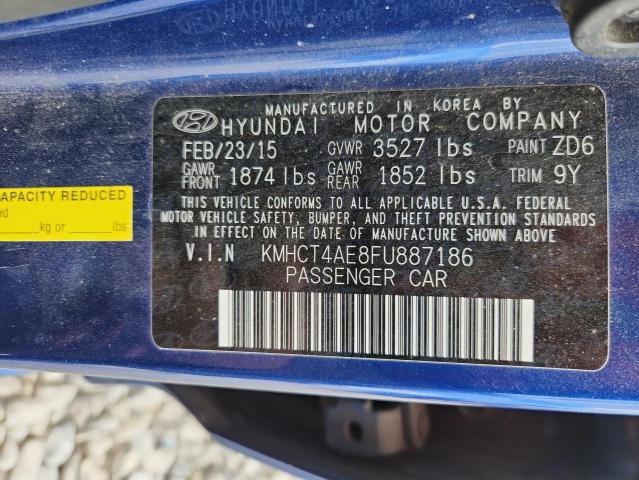 MANUFACTURED IN KOREA BY
HYUNDAI MOTOR COMPANY
FEB/23/15 GVWR 3527 lbs PAINT ZD6
GAWR FRONT 1874 lbs GAWR REAR 1852 lbs TRIM 9Y
THIS VEHICLE CONFORMS TO ALL APPLICABLE U.S.A. FEDERAL
MOTOR VEHICLE SAFETY, BUMPER, AND THEFT PREVENTION STANDARDS
IN EFFECT ON THE DATE OF MANUFACTURE SHOWN ABOVE
V.I.N KMHCT4AE8FU887186
PASSENGER CAR
CAPACITY REDUCED
kg or lbs